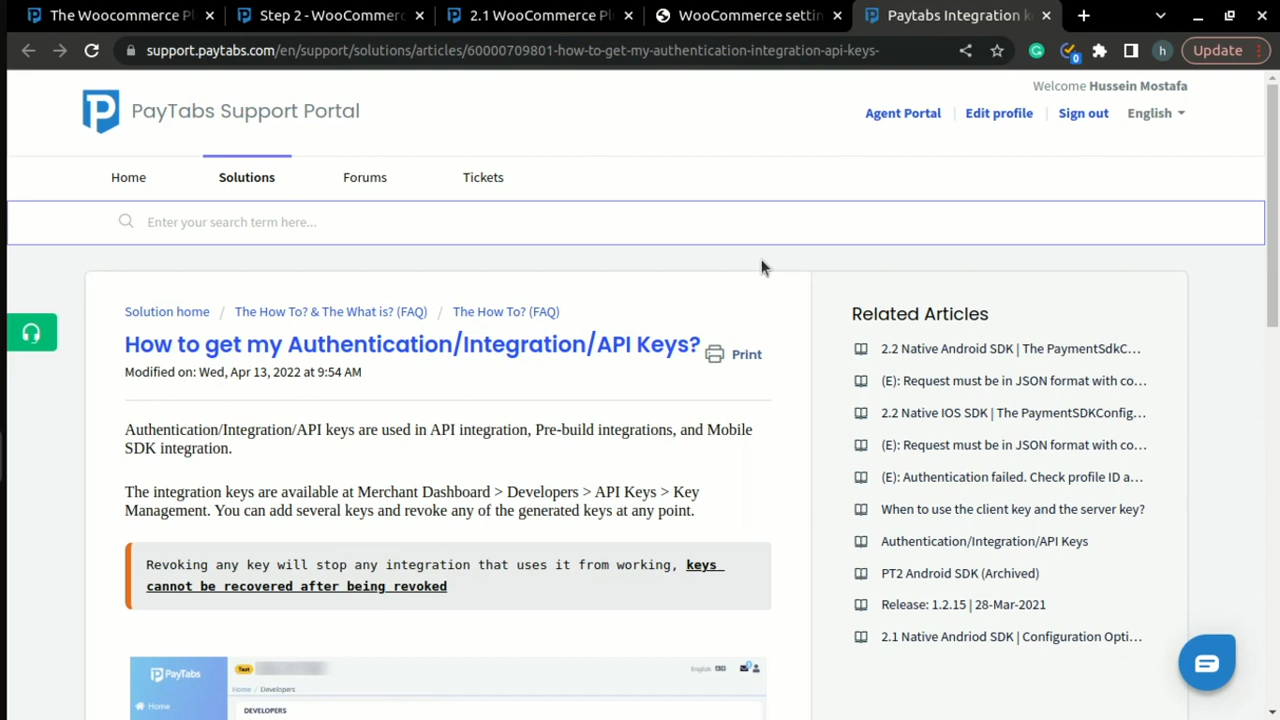 The Woocommerce Pl
Step 2 - WooCommerc
2.1 WooCommerce Plu
WooCommerce settin
Paytabs Integration k
support.paytabs.com/en/support/solutions/articles/60000709801-how-to-get-my-authentication-integration-api-keys-
0
h
Update
PayTabs Support Portal
Welcome Hussein Mostafa
Agent Portal
Edit profile
Sign out
English
Home
Solutions
Forums
Tickets
Enter your search term here...
Solution home / The How To? & The What is? (FAQ) / The How To? (FAQ)
How to get my Authentication/Integration/API Keys?
Print
Modified on: Wed, Apr 13, 2022 at 9:54 AM
Authentication/Integration/API keys are used in API integration, Pre-build integrations, and Mobile
SDK integration.
The integration keys are available at Merchant Dashboard > Developers > API Keys > Key
Management. You can add several keys and revoke any of the generated keys at any point.
Revoking any key will stop any integration that uses it from working, keys
cannot be recovered after being revoked
PayTabs
Test
English
Home / Developers
Home
DEVELOPERS
Related Articles
2.2 Native Android SDK | The PaymentSdkC...
(E): Request must be in JSON format with co...
2.2 Native IOS SDK | The PaymentSDKConfig...
(E): Request must be in JSON format with co...
(E): Authentication failed. Check profile ID a...
When to use the client key and the server key?
Authentication/Integration/API Keys
PT2 Android SDK (Archived)
Release: 1.2.15 | 28-Mar-2021
2.1 Native Andriod SDK | Configuration Opti...